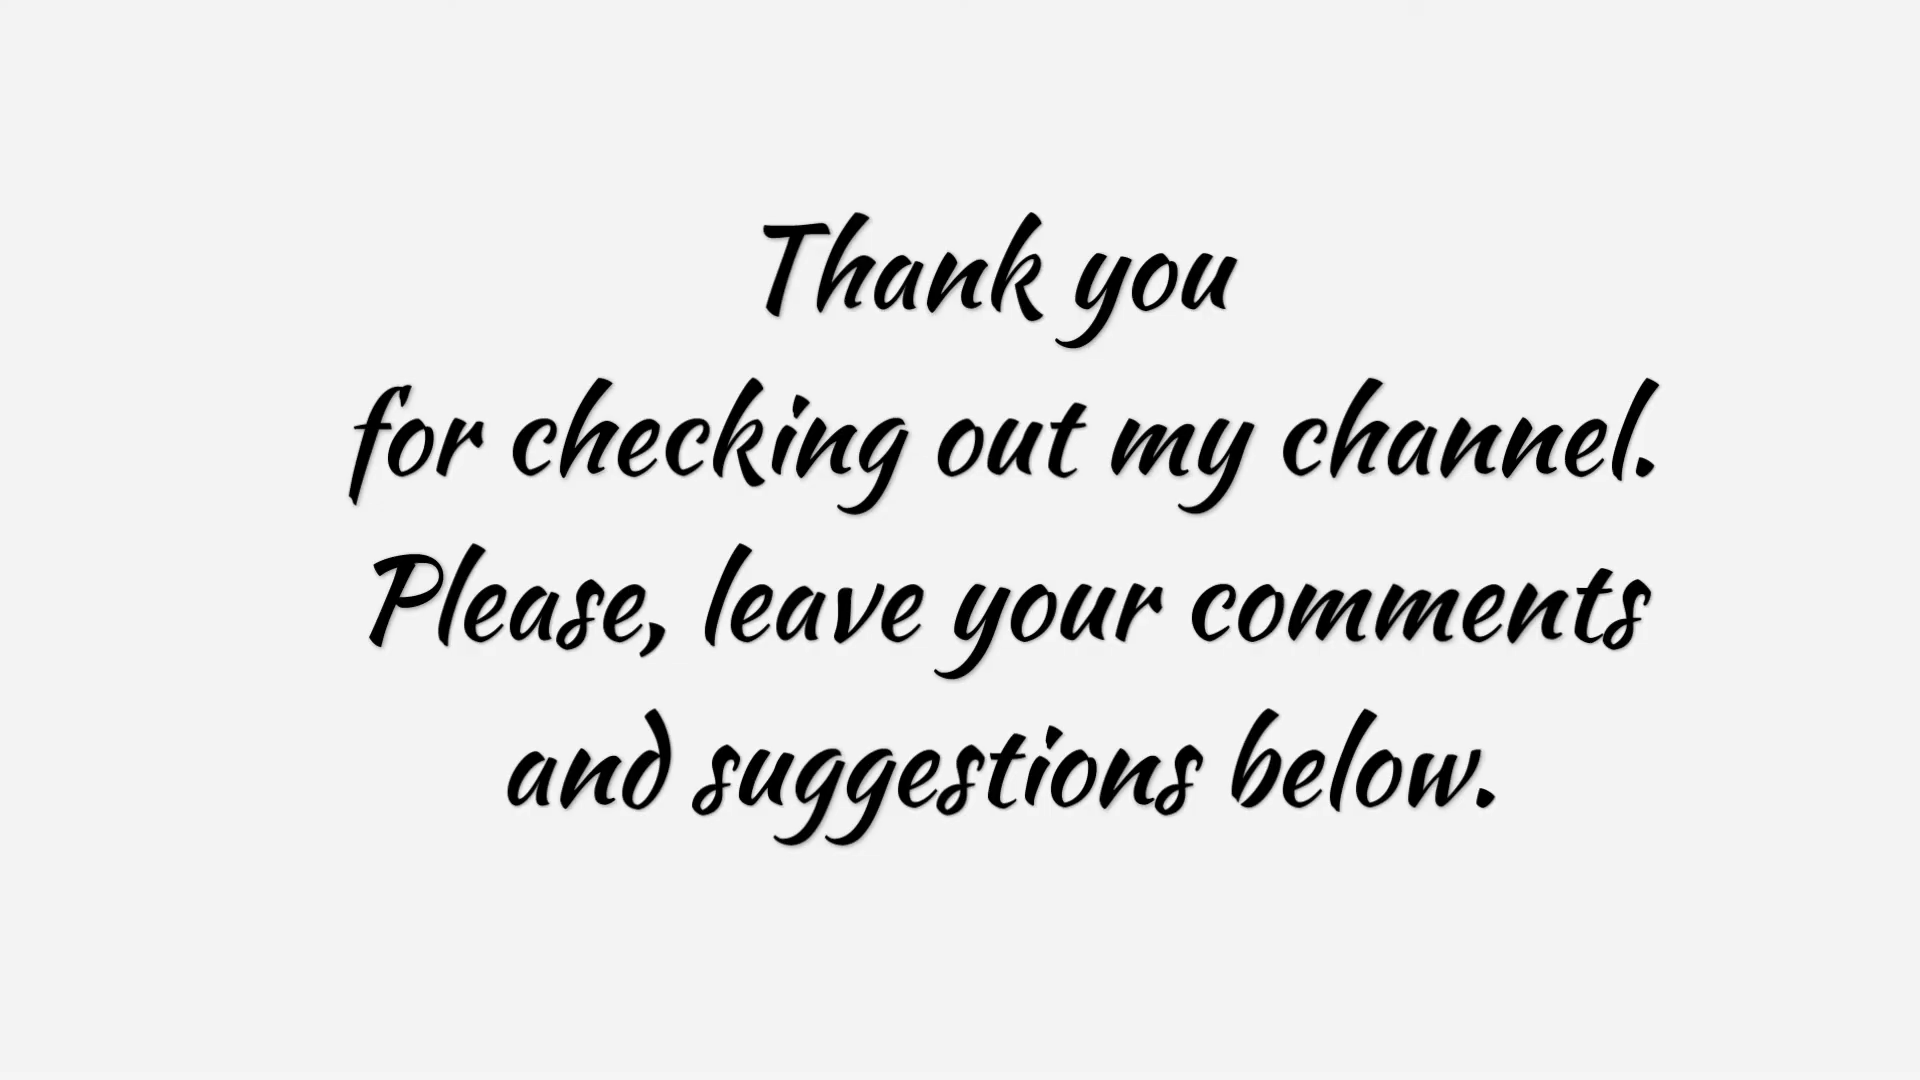 Thank you
for checking out my channel.
Please, leave your comments
and suggestions below.